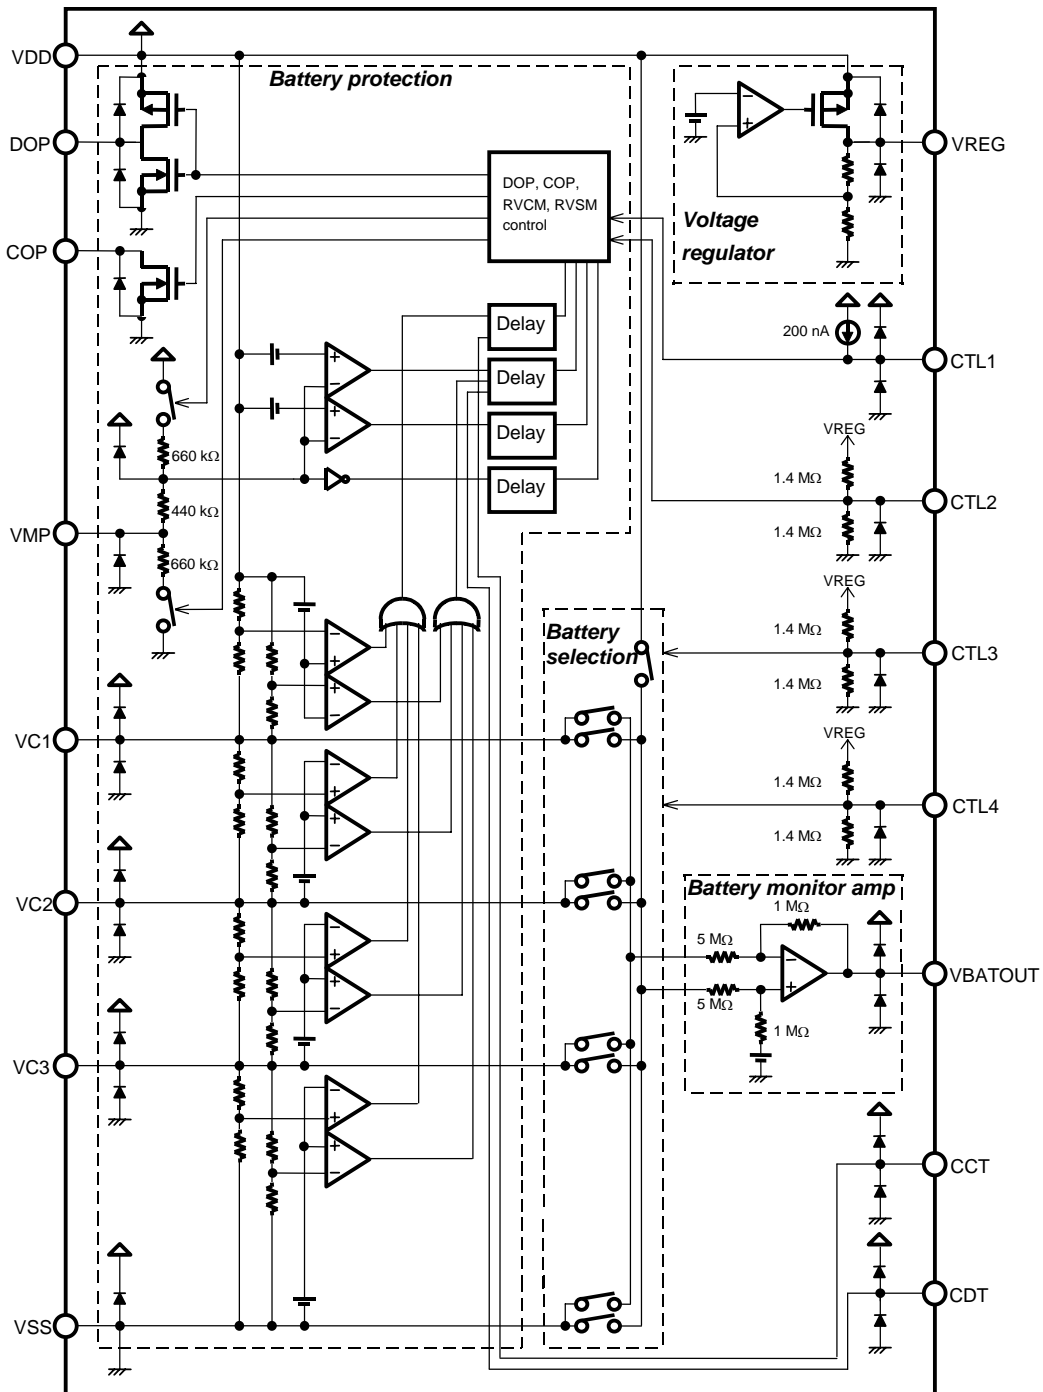 VDD
Battery protection
DOP
VREG
DOP, COP,
RVCM, RVSM
control
Voltage
regulator
COP
Delay
200 nA
CTL1
Delay
Delay
VREG
660 kΩ
1.4 MΩ
Delay
CTL2
440 kΩ
1.4 MΩ
VMP
660 kΩ
VREG
Battery
selection
1.4 MΩ
CTL3
1.4 MΩ
VREG
VC1
1.4 MΩ
CTL4
1.4 MΩ
Battery monitor amp
VC2
1 MΩ
5 MΩ
VBATOUT
5 MΩ
1 MΩ
VC3
CCT
CDT
VSS